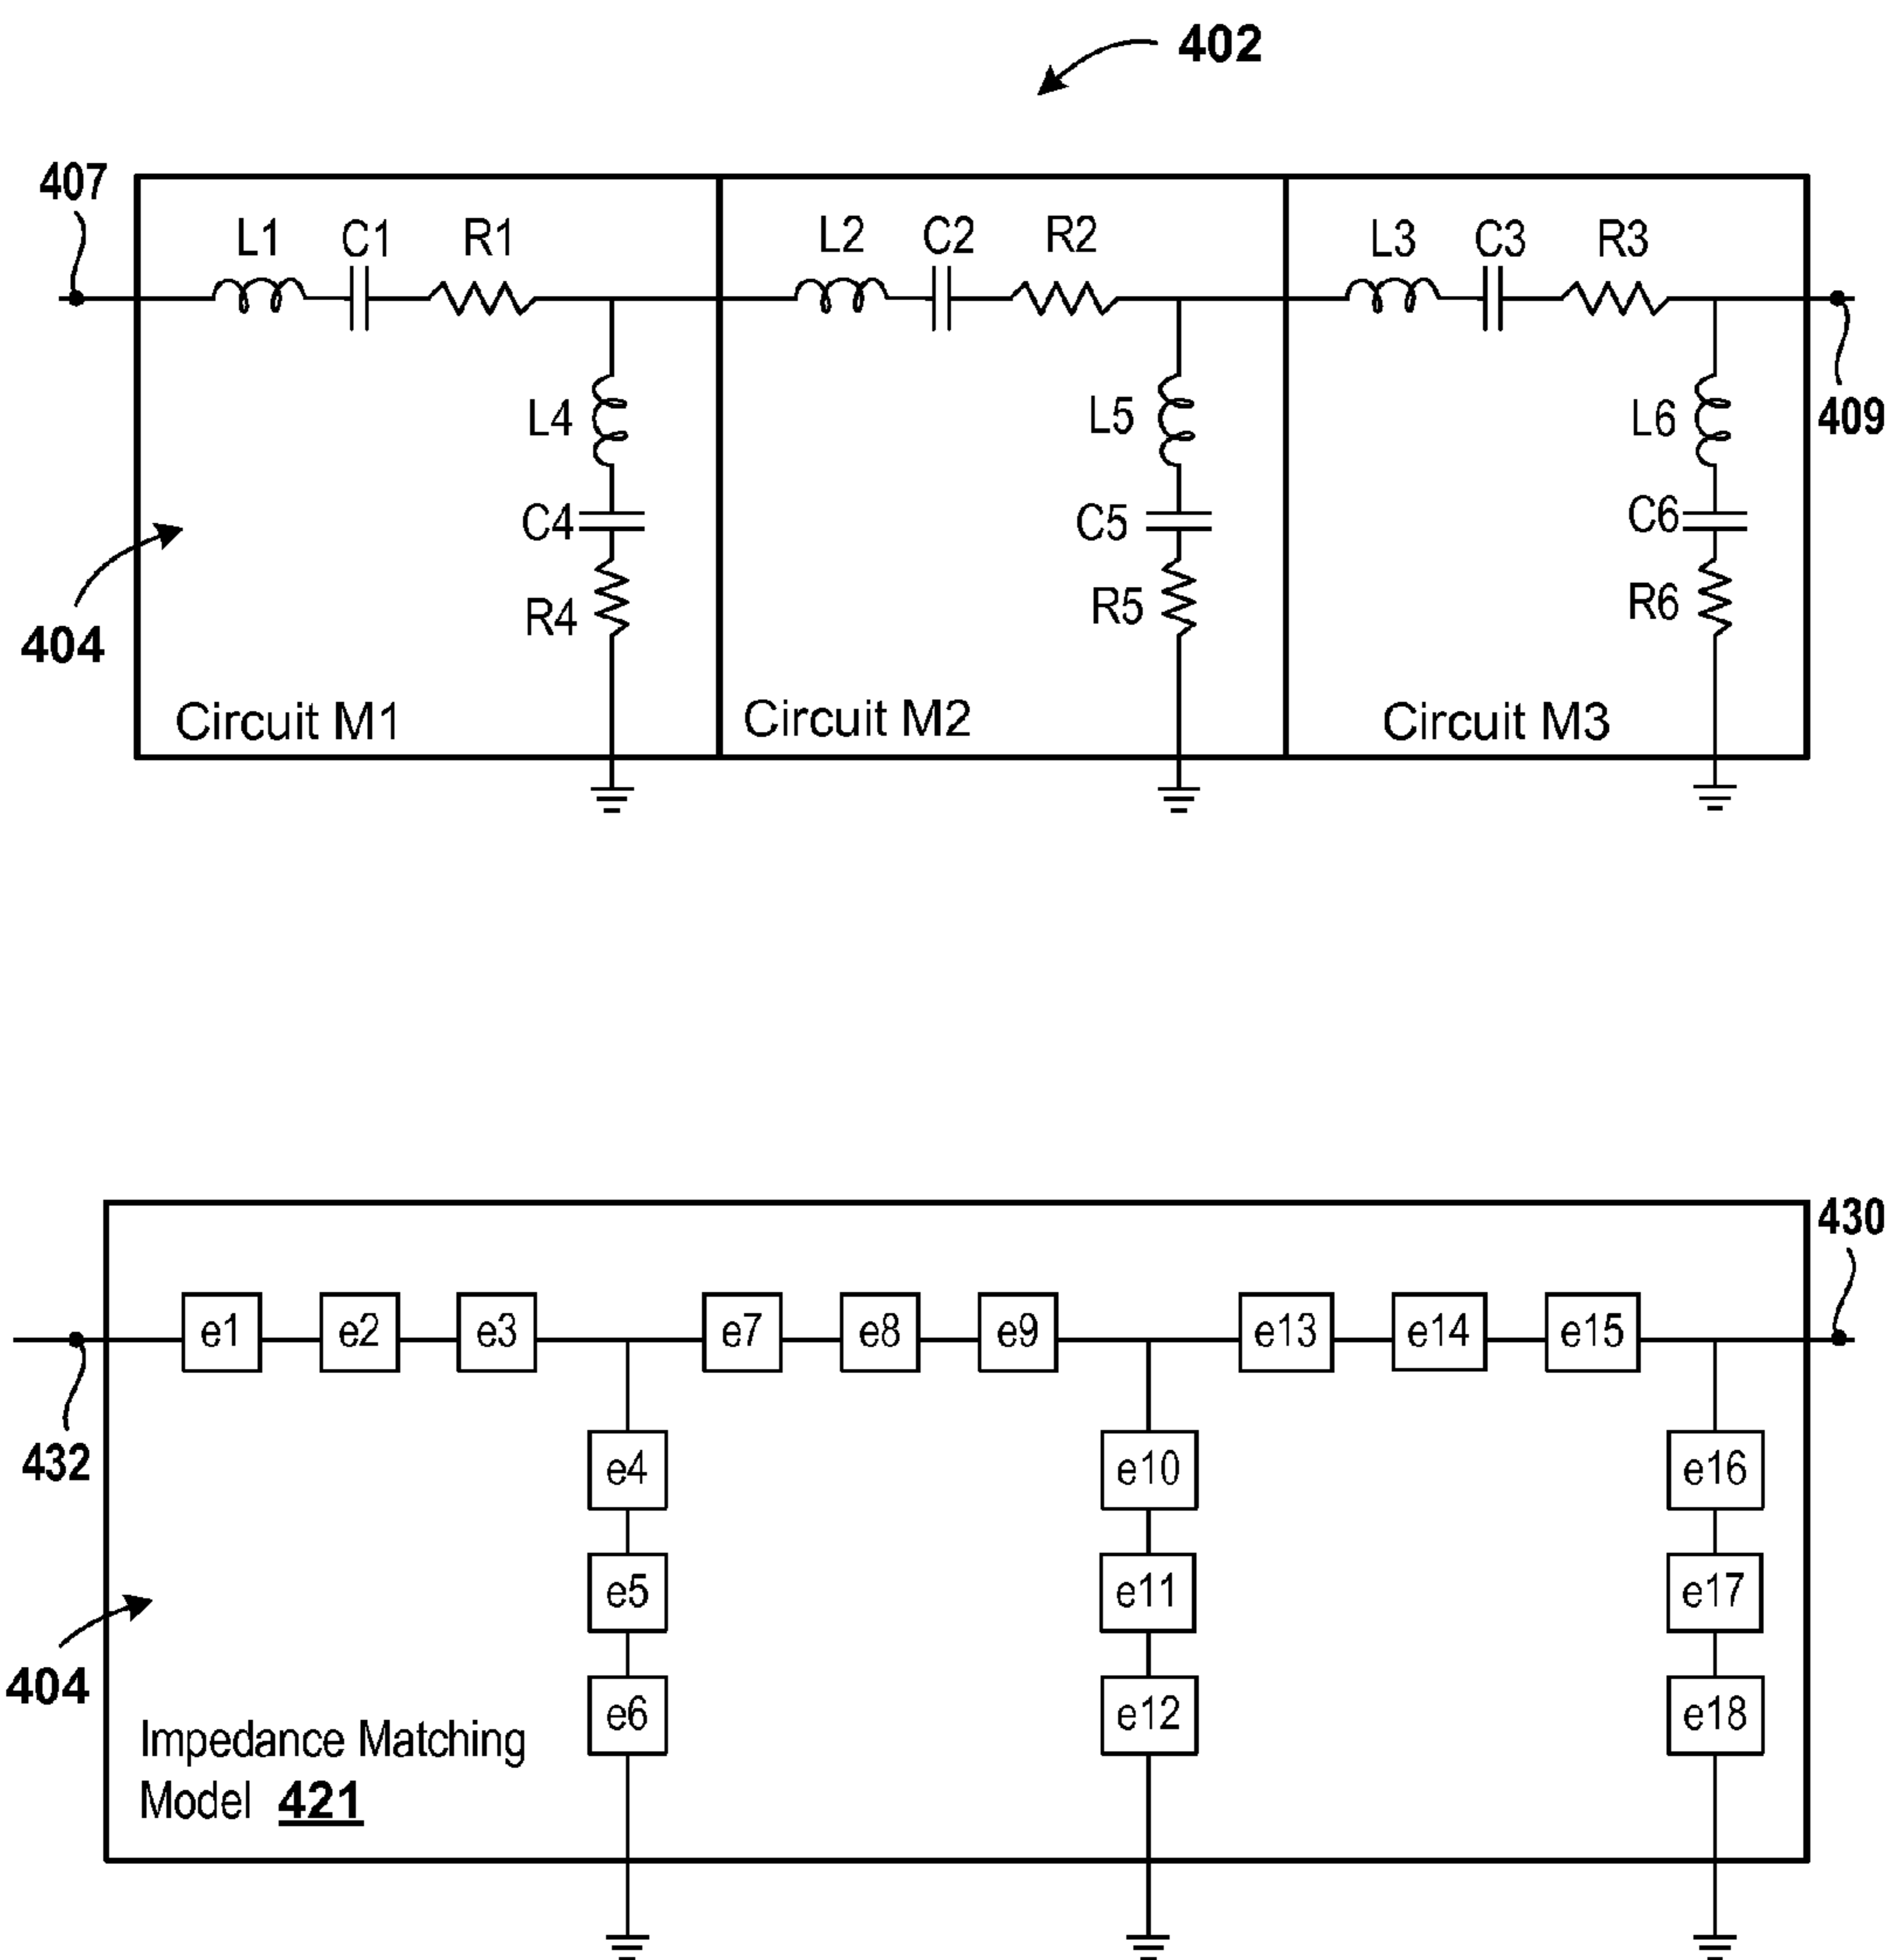 402
407
L1 C1 R1 L2 C2 R2 L3 C3 R3
L4 L5 L6 409
C4 C5 C6
R4 R5 R6
404
Circuit M1 Circuit M2 Circuit M3
430
e1 e2 e3 e7 e8 e9 e13 e14 e15
432 e4 e10 e16
e5 e11 e17
404
e6 e12 e18
Impedance Matching
Model 421